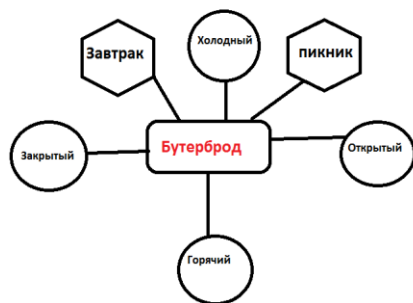 Холодный
Завтрак
пикник
Закрытый
Бутерброд
Открытый
Горячий